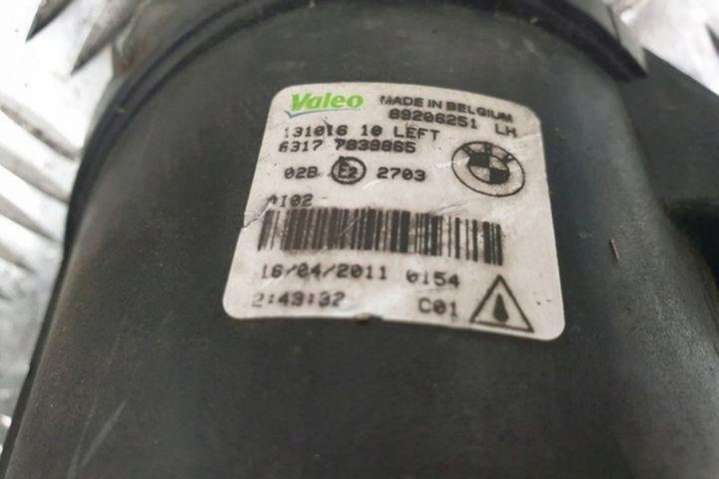 Valeo MADE IN BELGIUM
89206251 LH
131016 10 LEFT
6317 7839865
02B E2 2703
A102
16/04/2011 0154
2:43:32 C01